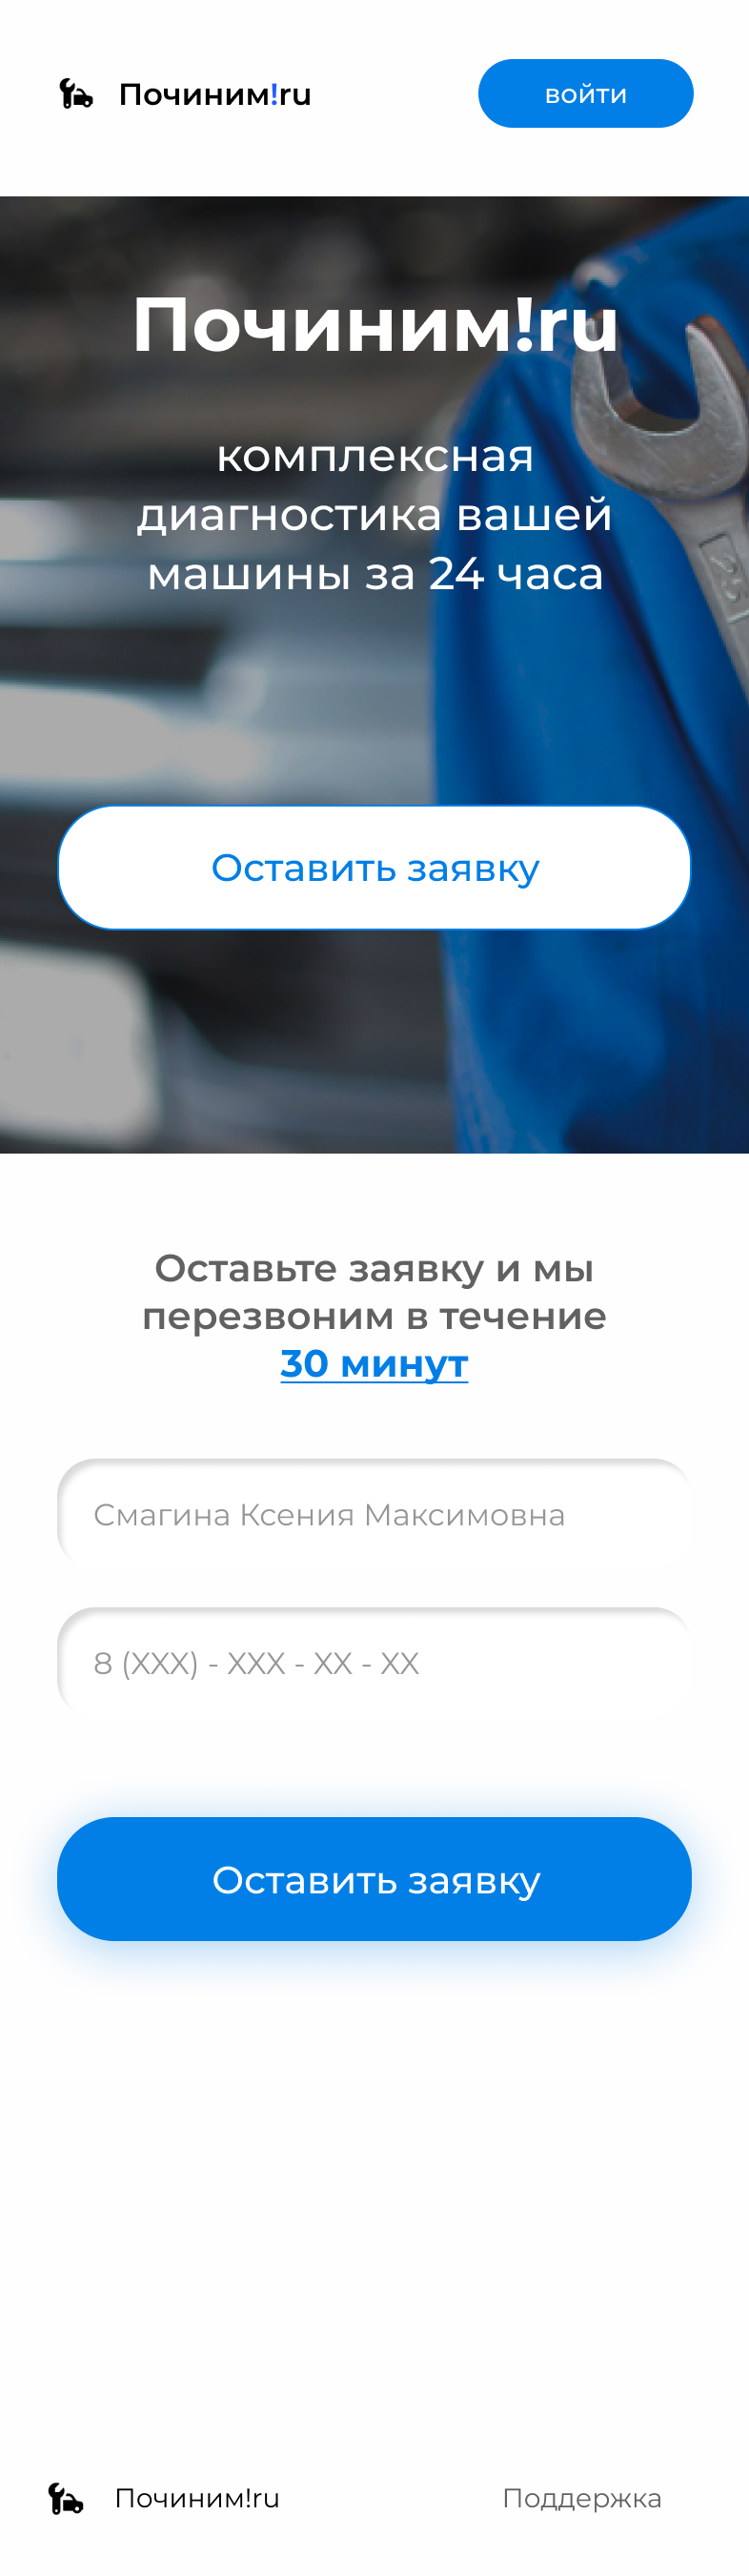 Починим!ru
войти
Починим!ru
комплексная
диагностика вашей
машины за 24 часа
Оставить заявку
Оставьте заявку и мы
перезвоним в течение
30 минут
Смагина Ксения Максимовна
8 (XXX) - XXX - XX - XX
Оставить заявку
Починим!ru
Поддержка